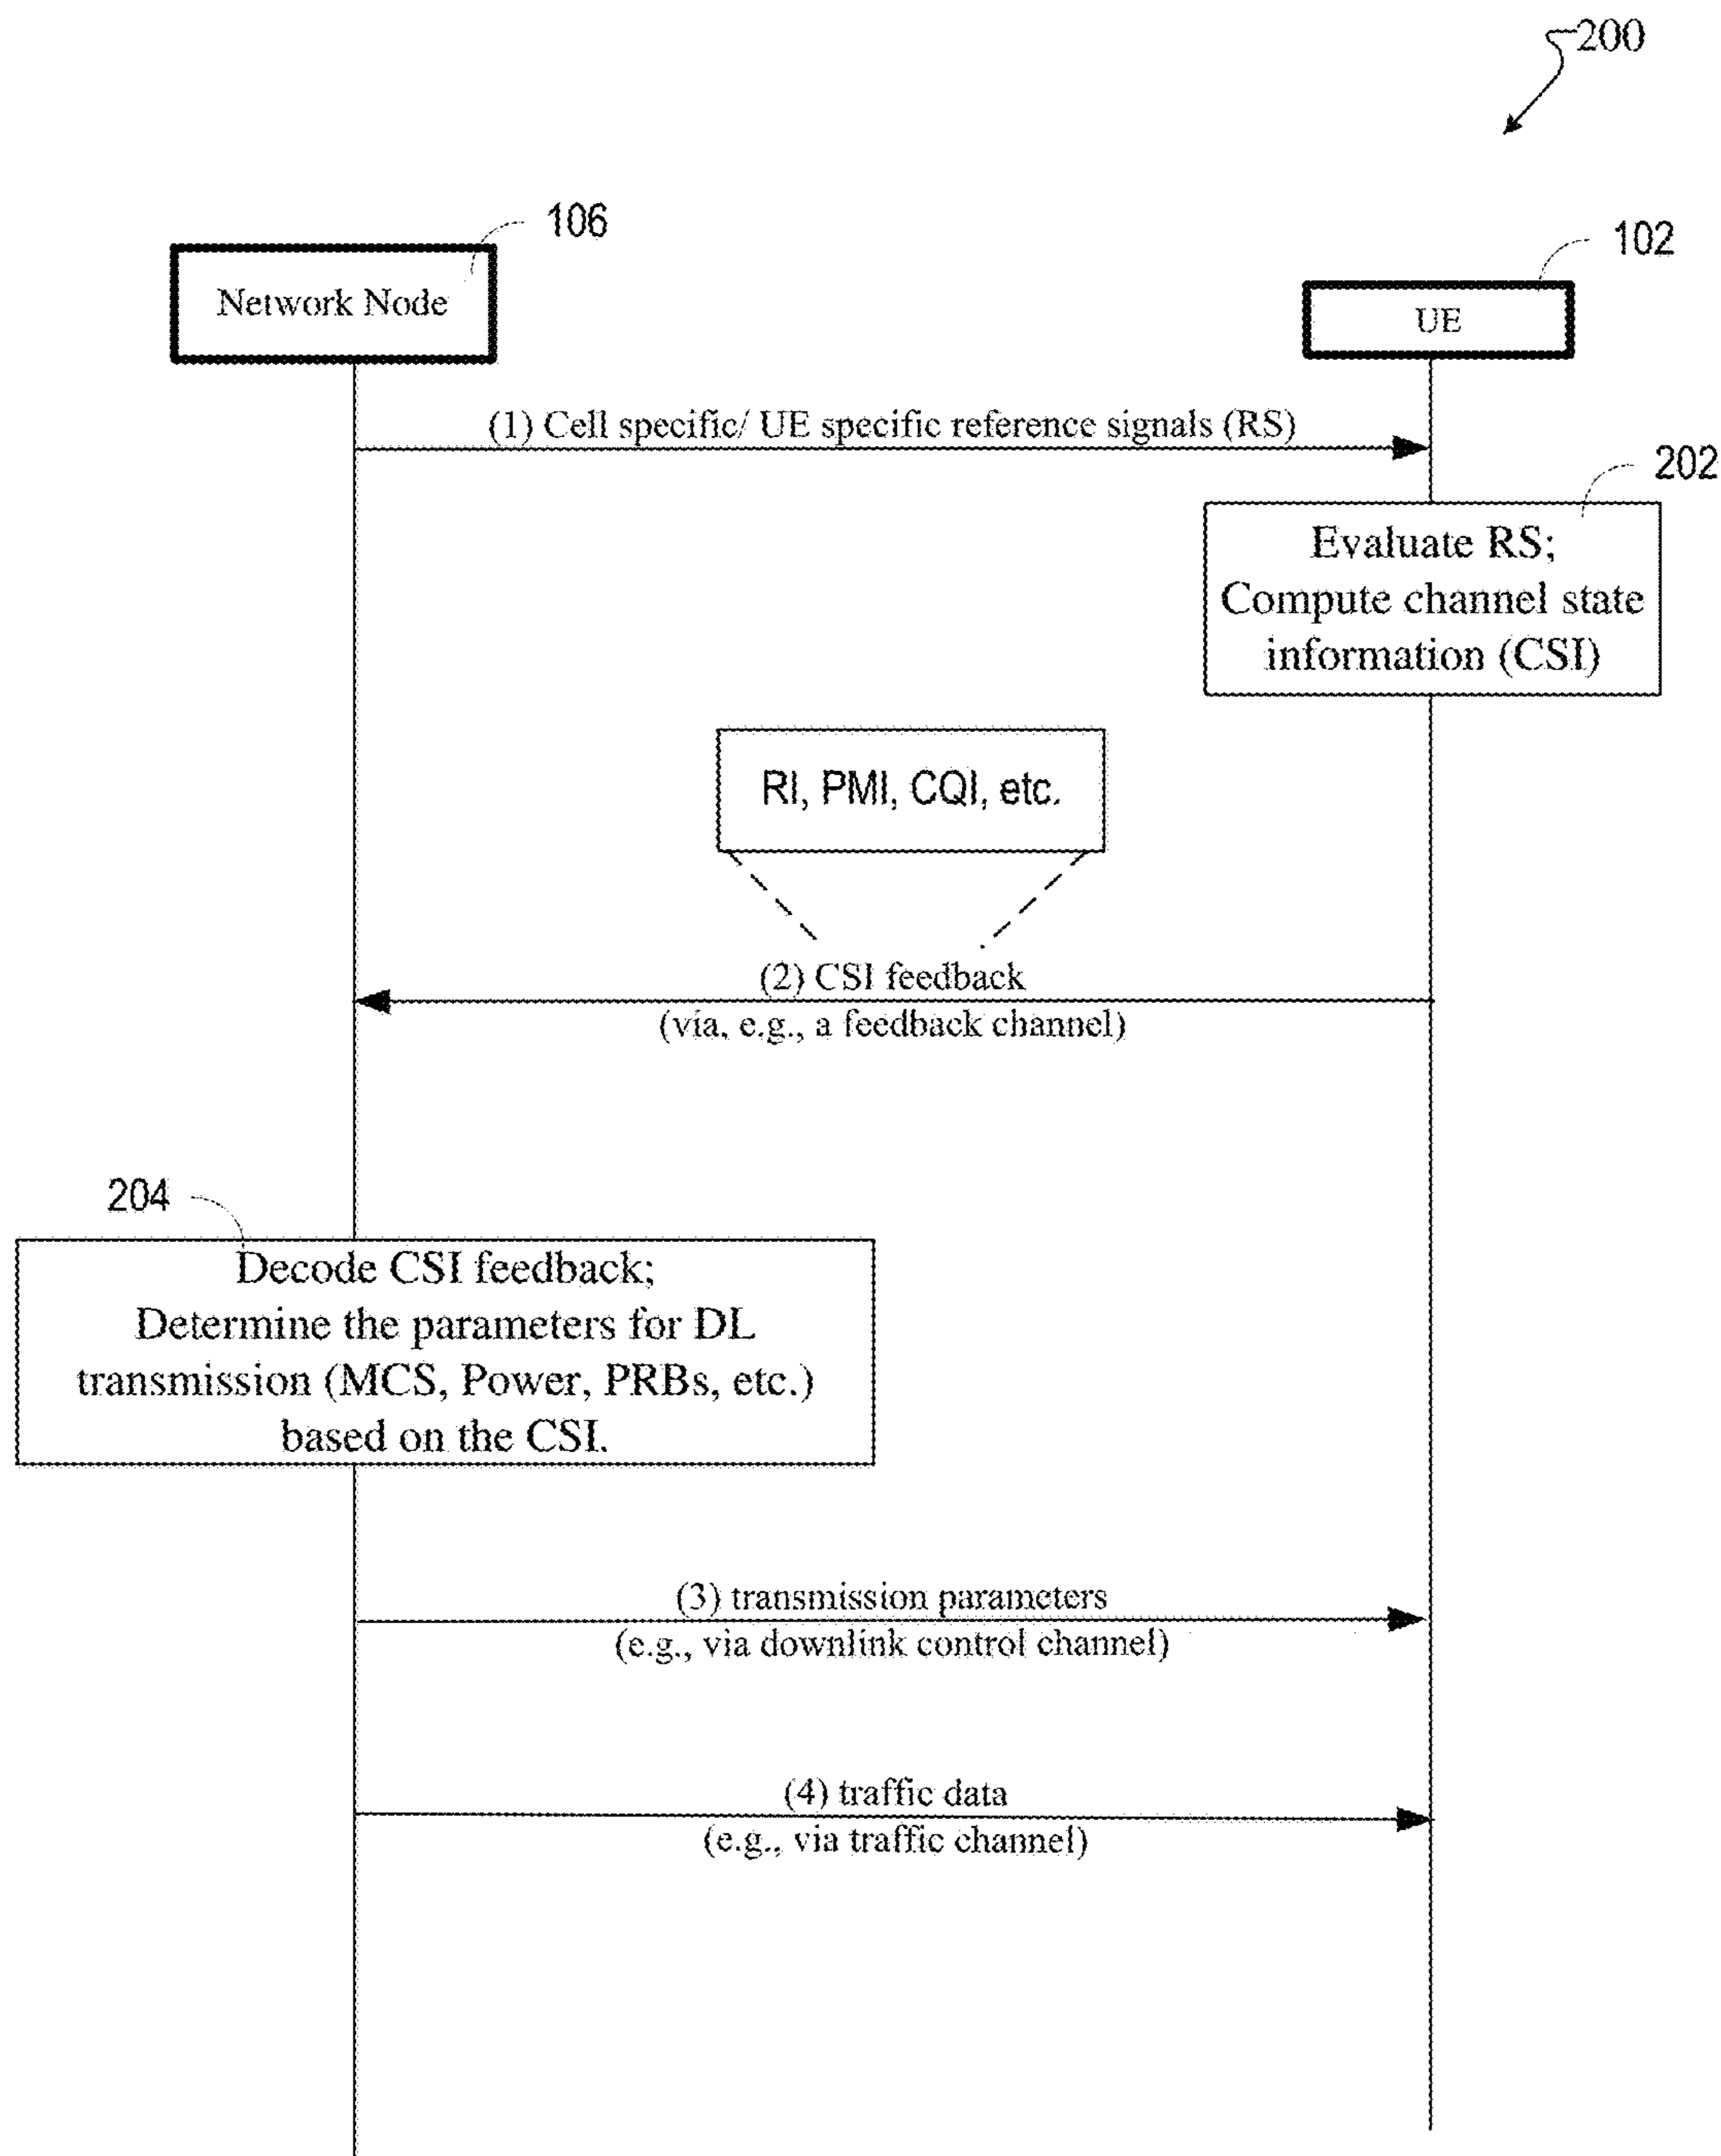 200
106
102
Network Node
UE
(1) Cell specific/ UE specific reference signals (RS)
202
Evaluate RS;
Compute channel state
information (CSI)
RI, PMI, CQI, etc.
(2) CSI feedback
(via, e.g., a feedback channel)
204
Decode CSI feedback;
Determine the parameters for DL
transmission (MCS, Power, PRBs, etc.)
based on the CSI.
(3) transmission parameters
(e.g., via downlink control channel)
(4) traffic data
(e.g., via traffic channel)